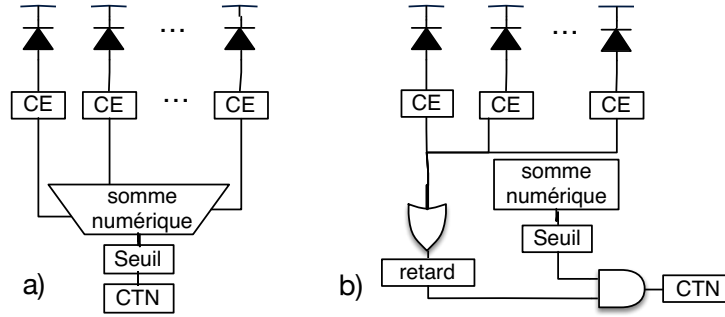 ...
...
CE
CE
...
CE
CE
CE
CE
somme
numérique
somme
numérique
Seuil
Seuil
a)
CTN
b)
retard
CTN